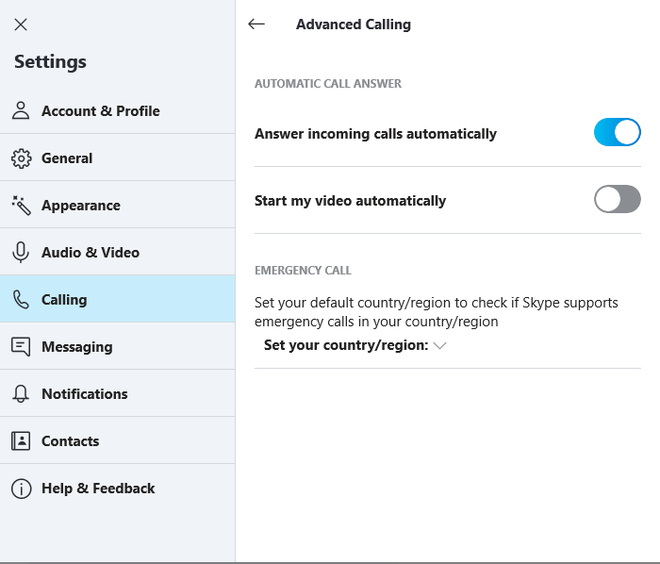 Settings
Account & Profile
General
Appearance
Audio & Video
Calling
Messaging
Notifications
Contacts
Help & Feedback
Advanced Calling
AUTOMATIC CALL ANSWER
Answer incoming calls automatically
Start my video automatically
EMERGENCY CALL
Set your default country/region to check if Skype supports
emergency calls in your country/region
Set your country/region: